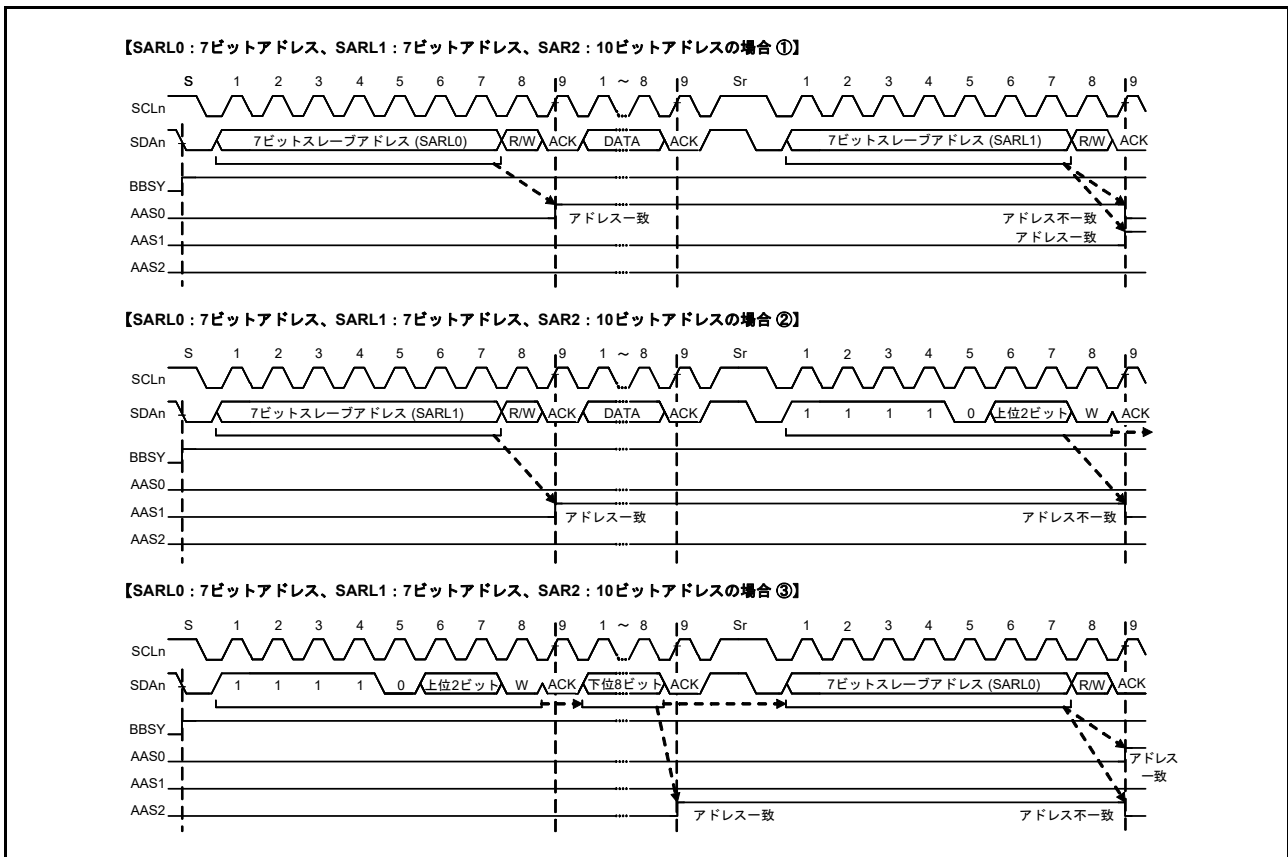 【SARL0：7ビットアドレス、SARL1：7ビットアドレス、SAR2：10ビットアドレスの場合 ①】
S 1 2 3 4 5 6 7 8 9 1 ～ 8 9 Sr 1 2 3 4 5 6 7 8 9
SCLn
SDAn 7ビットスレーブアドレス (SARL0) R/W ACK DATA ACK 7ビットスレーブアドレス (SARL1) R/W ACK
BBSY
AAS0 アドレス一致 アドレス不一致
AAS1 アドレス一致
AAS2
【SARL0：7ビットアドレス、SARL1：7ビットアドレス、SAR2：10ビットアドレスの場合 ②】
S 1 2 3 4 5 6 7 8 9 1 ～ 8 9 Sr 1 2 3 4 5 6 7 8 9
SCLn
SDAn 7ビットスレーブアドレス (SARL1) R/W ACK DATA ACK 1 1 1 1 0 上位2ビット W ACK
BBSY
AAS0
AAS1 アドレス一致 アドレス不一致
AAS2
【SARL0：7ビットアドレス、SARL1：7ビットアドレス、SAR2：10ビットアドレスの場合 ③】
S 1 2 3 4 5 6 7 8 9 1 ～ 8 9 Sr 1 2 3 4 5 6 7 8 9
SCLn
SDAn 1 1 1 1 0 上位2ビット W ACK 下位8ビット ACK 7ビットスレーブアドレス (SARL0) R/W ACK
BBSY
AAS0 アドレス
一致
AAS1
AAS2 アドレス一致 アドレス不一致